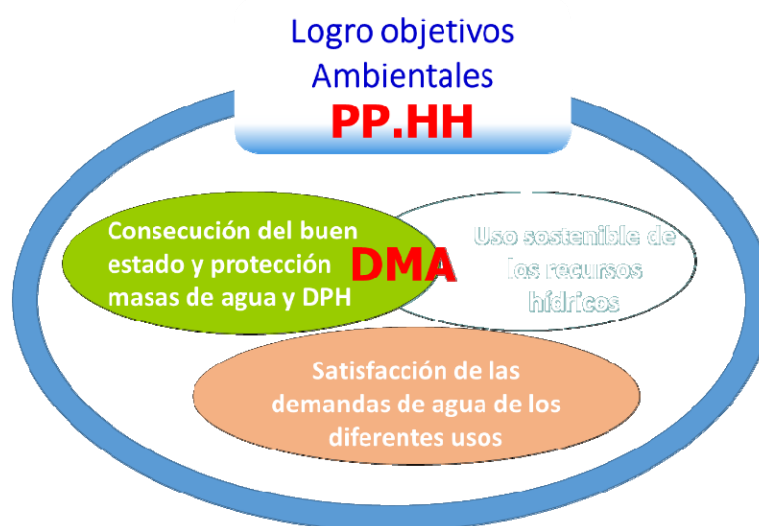 Logro objetivos
Ambientales
PP.HH
Consecución del buen
estado y protección
masas de agua y DPH
DMA
Uso sostenible de
los recursos
hídricos
Satisfacción de las
demandas de agua de los
diferentes usos